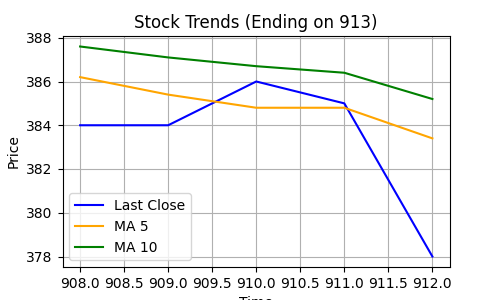 Stock Trends (Ending on 913)
388
386
384
382
380
378
Price
Last Close
MA 5
MA 10
908.0 908.5 909.0 909.5 910.0 910.5 911.0 911.5 912.0
Time